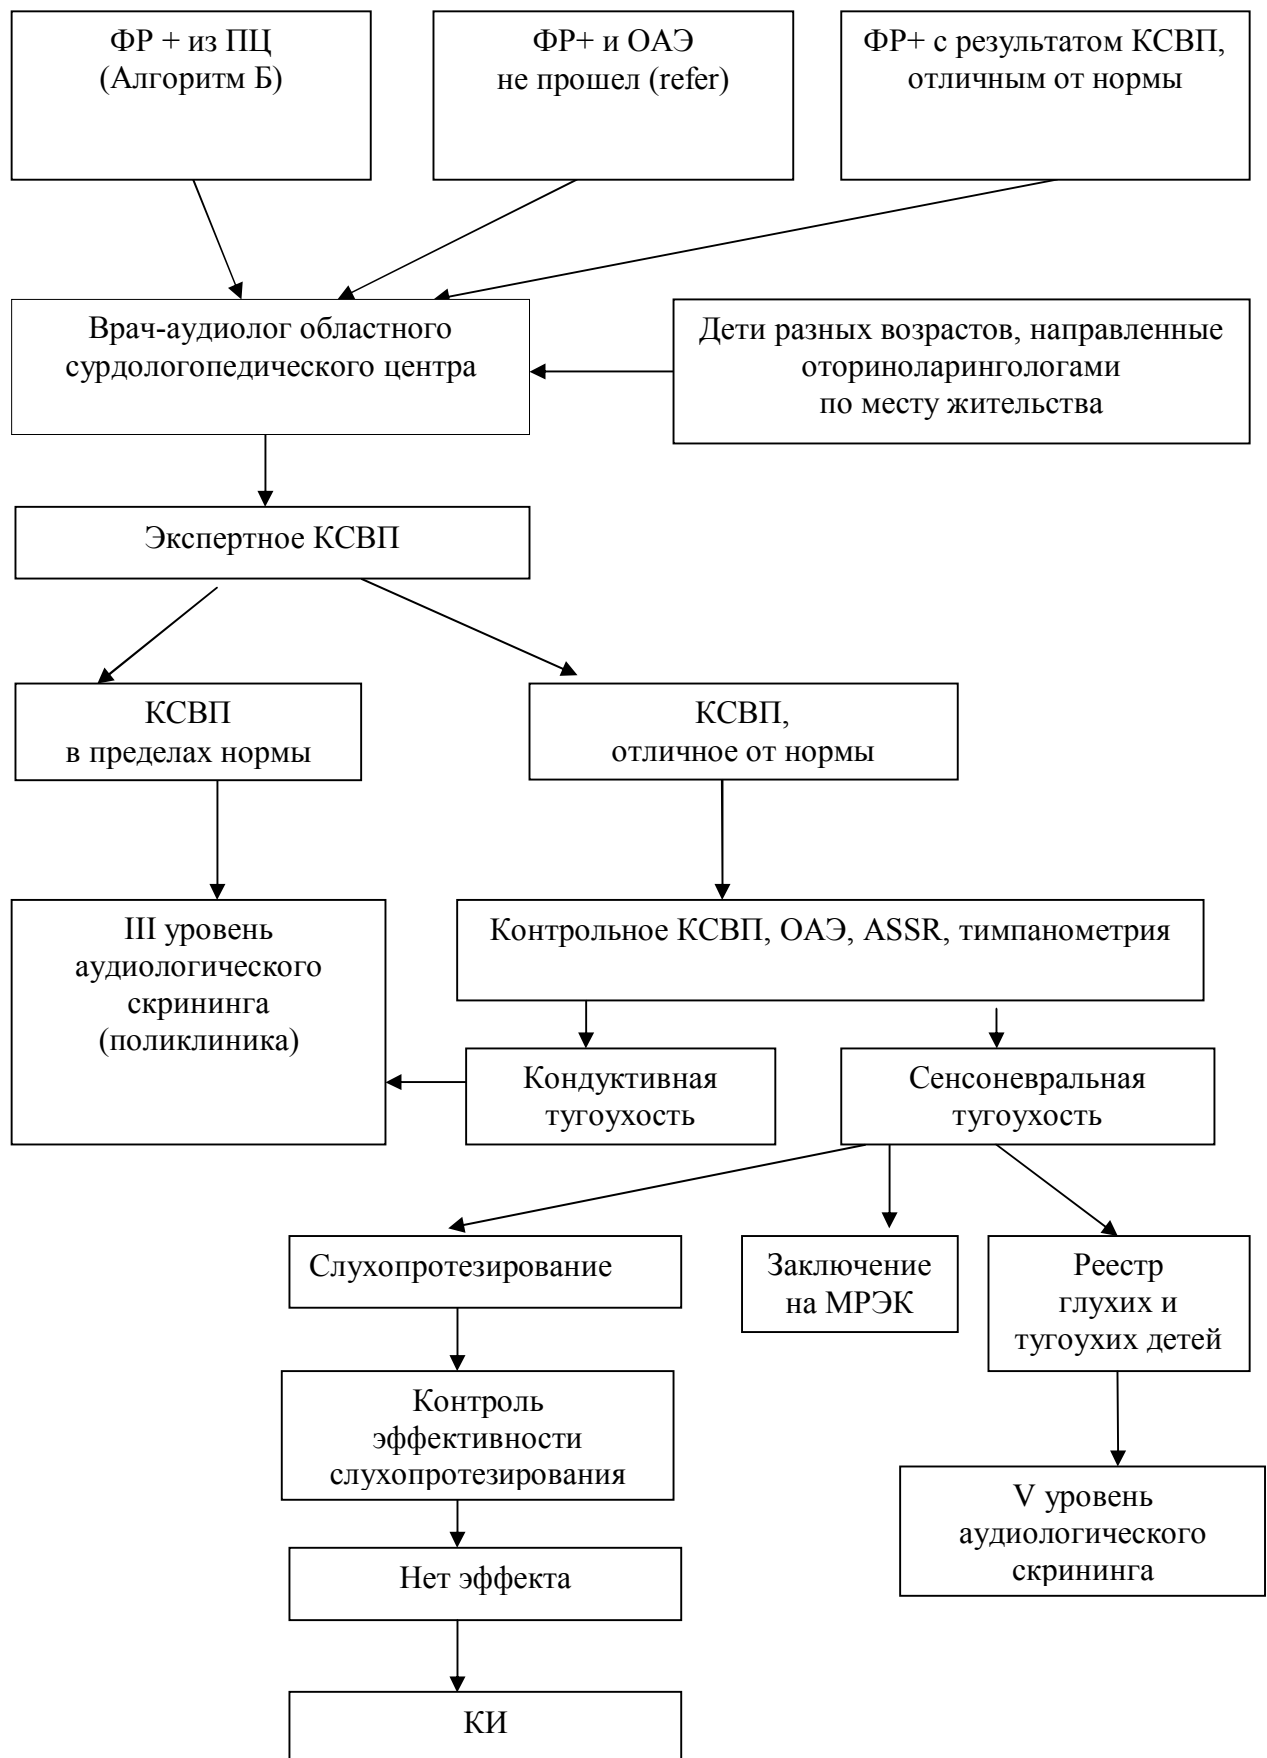 ФР + из ПЦ
(Алгоритм Б)
ФР+ и ОАЭ
не прошел (refer)
ФР+ с результатом КСВП,
отличным от нормы
Врач-аудиолог областного
сурдологопедического центра
Дети разных возрастов, направленные
оториноларингологами
по месту жительства
Экспертное КСВП
КСВП
в пределах нормы
КСВП,
отличное от нормы
III уровень
аудиологического
скрининга
(поликлиника)
Контрольное КСВП, ОАЭ, ASSR, тимпанометрия
Кондуктивная
тугоухость
Сенсоневральная
тугоухость
Слухопротезирование
Заключение
на МРЭК
Реестр
глухих и
тугоухих детей
Контроль
эффективности
слухопротезирования
V уровень
аудиологического
скрининга
Нет эффекта
КИ